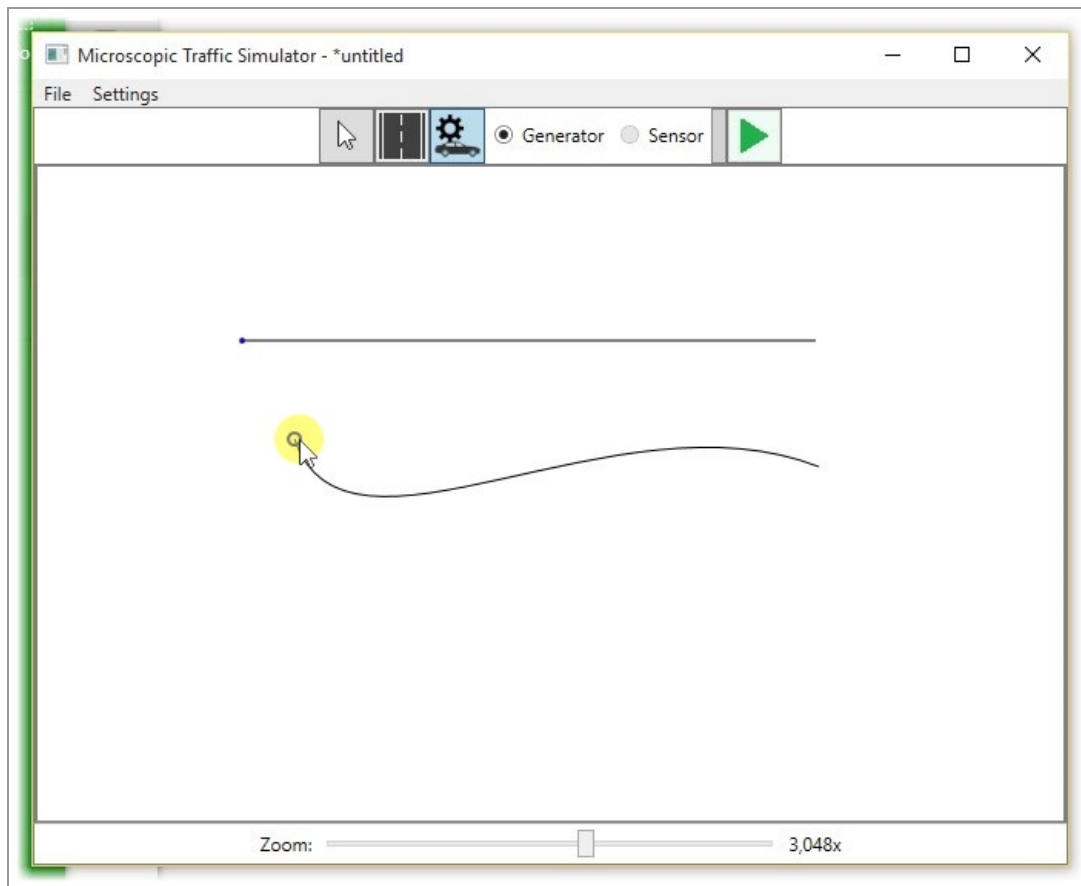 Microscopic Traffic Simulator - *untitled
File Settings
Generator Sensor
Zoom: 3,048x